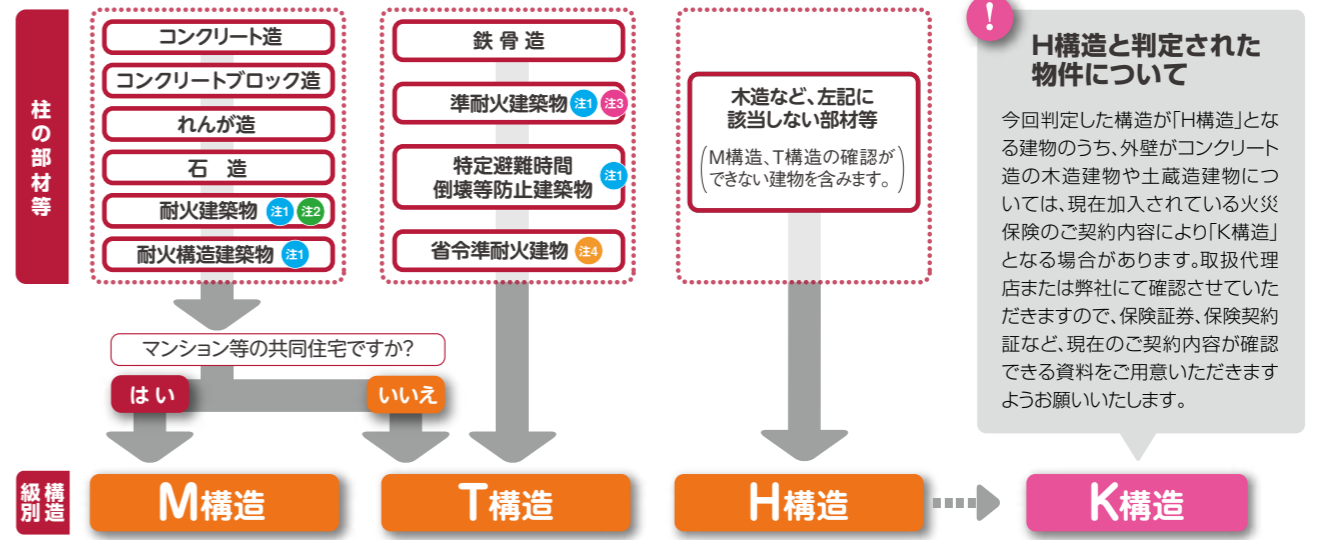 柱の部材等
コンクリート造
コンクリートブロック造
れんが造
石 造
耐火建築物 注1 注2
耐火構造建築物 注1
鉄 骨 造
準耐火建築物 注1 注3
特定避難時間
倒壊等防止建築物 注1
省令準耐火建物 注4
木造など、左記に
該当しない部材等
(M構造、T構造の確認が
できない建物を含みます。)
マンション等の共同住宅ですか?
はい
いいえ
構造
級別
M構造
T構造
H構造
K構造
!
H構造と判定された
物件について
今回判定した構造が「H構造」とな
る建物のうち、外壁がコンクリート
造の木造建物や土蔵造建物につ
いては、現在加入されている火災
保険のご契約内容により「K構造」
となる場合があります。取扱代理
店または弊社にて確認させていた
だきますので、保険証券、保険契約
証など、現在のご契約内容が確認
できる資料をご用意いただきます
ようお願いいたします。